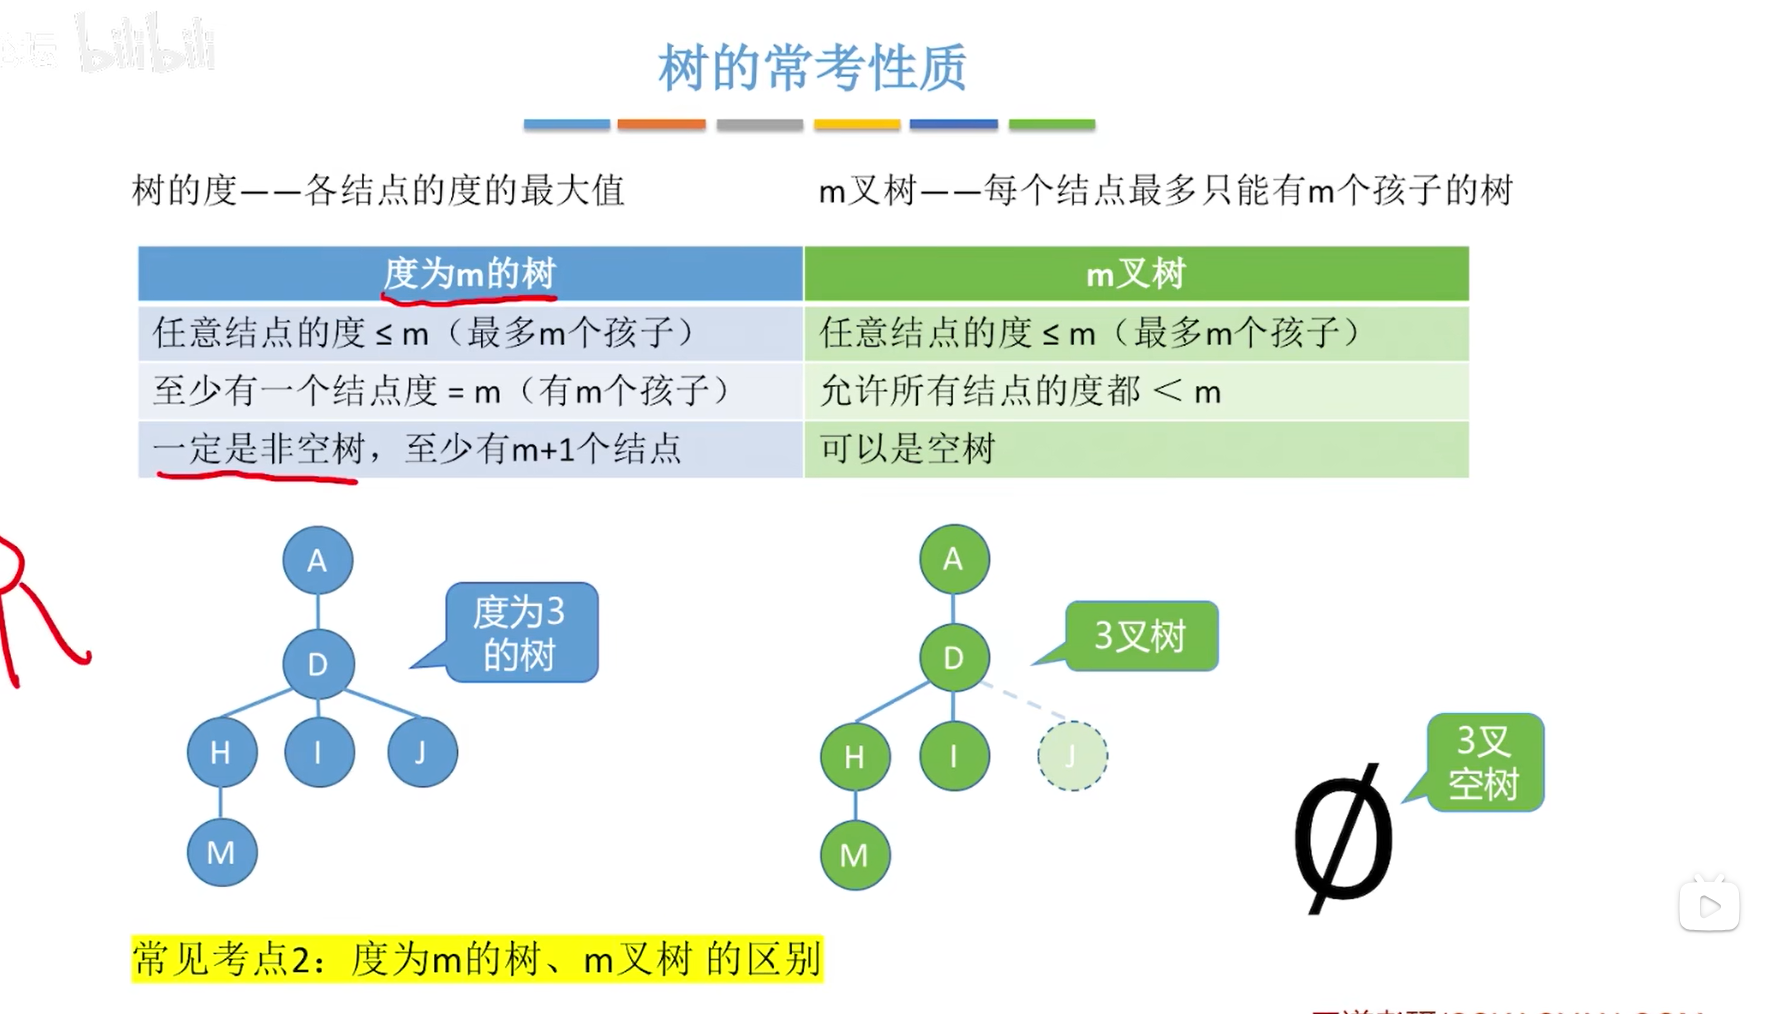 bilibili
树的常考性质
树的度——各结点的度的最大值
m叉树——每个结点最多只能有m个孩子的树
度为m的树
m叉树
任意结点的度 ≤ m（最多m个孩子）
任意结点的度 ≤ m（最多m个孩子）
至少有一个结点度 = m（有m个孩子）
允许所有结点的度都 ＜ m
一定是非空树，至少有m+1个结点
可以是空树
A
D
H
I
J
M
度为3
的树
A
D
H
I
J
M
3叉树
Ø
3叉
空树
常见考点2：度为m的树、m叉树 的区别